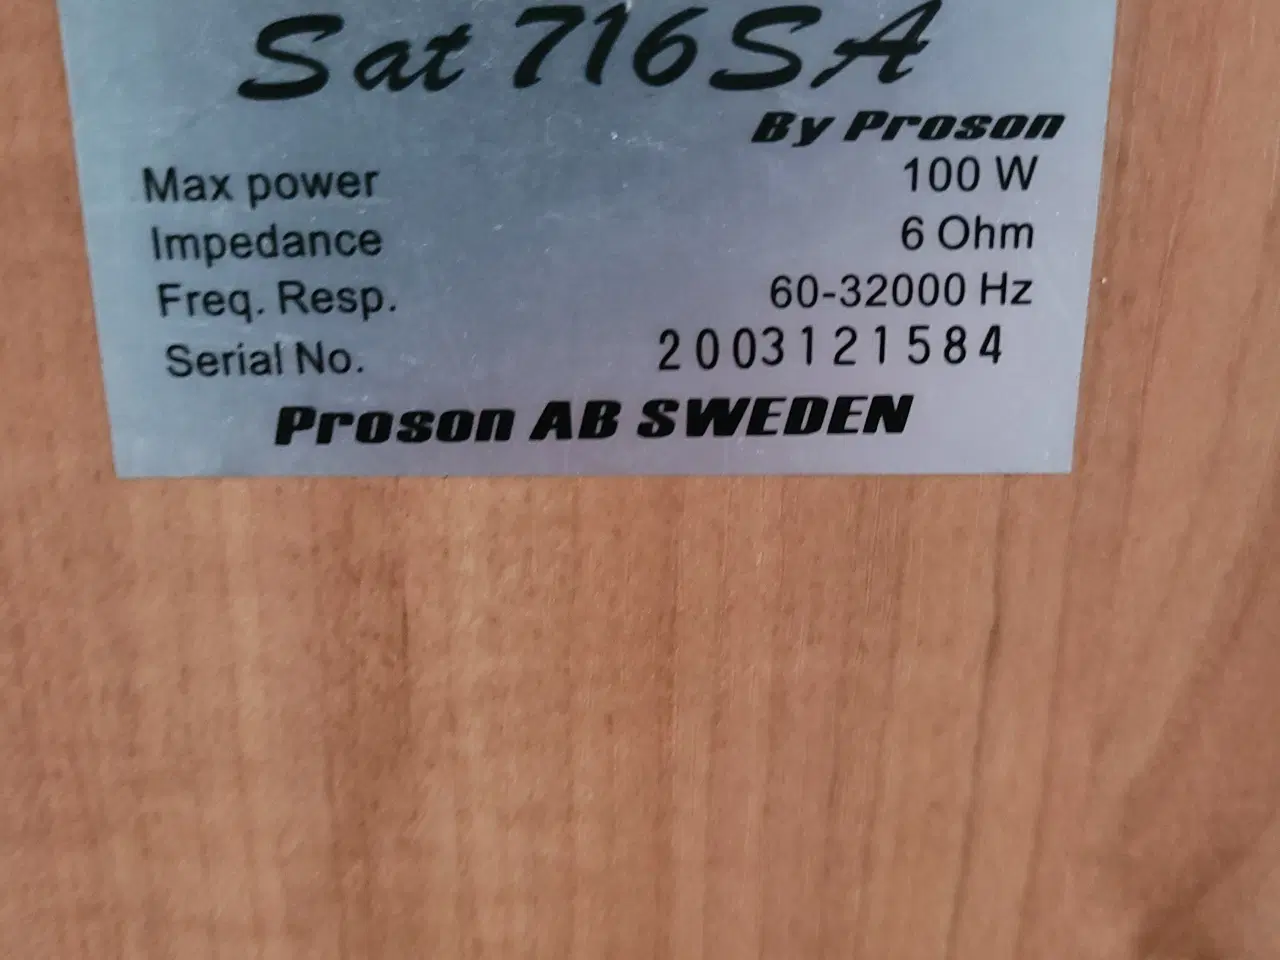 Sat 716SA
By Proson
Max power 100 W
Impedance 6 Ohm
Freq. Resp. 60-32000 Hz
Serial No. 2003121584
Proson AB SWEDEN